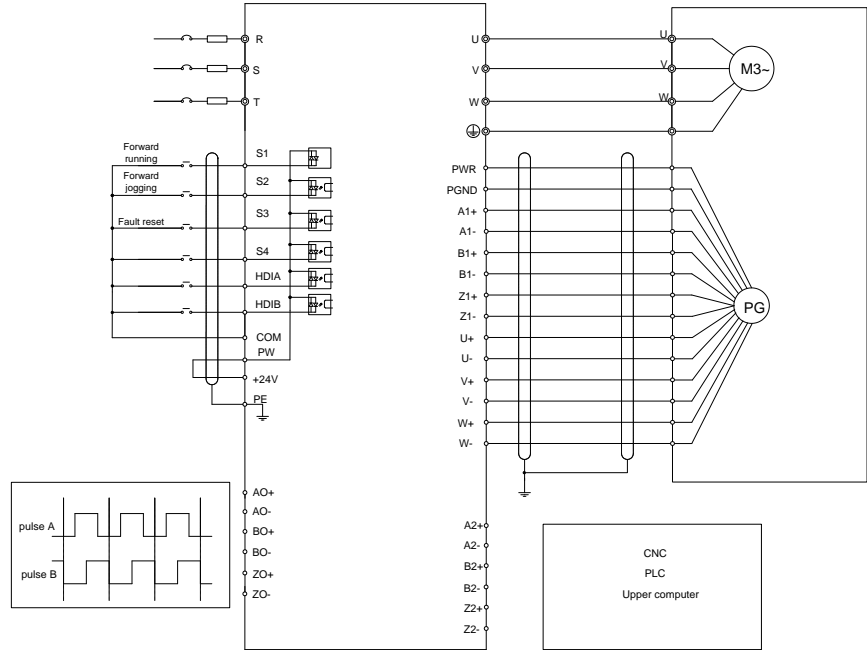 R
S
T
Forward
running
Forward
jogging
Fault reset
S1
S2
S3
S4
HDIA
HDIB
COM
PW
+24V
PE
U
V
W
U
V
W
M3~
PWR
PGND
A1+
A1-
B1+
B1-
Z1+
Z1-
U+
U-
V+
V-
W+
W-
PG
pulse A
pulse B
AO+
AO-
BO+
BO-
ZO+
ZO-
A2+
A2-
B2+
B2-
Z2+
Z2-
CNC
PLC
Upper computer